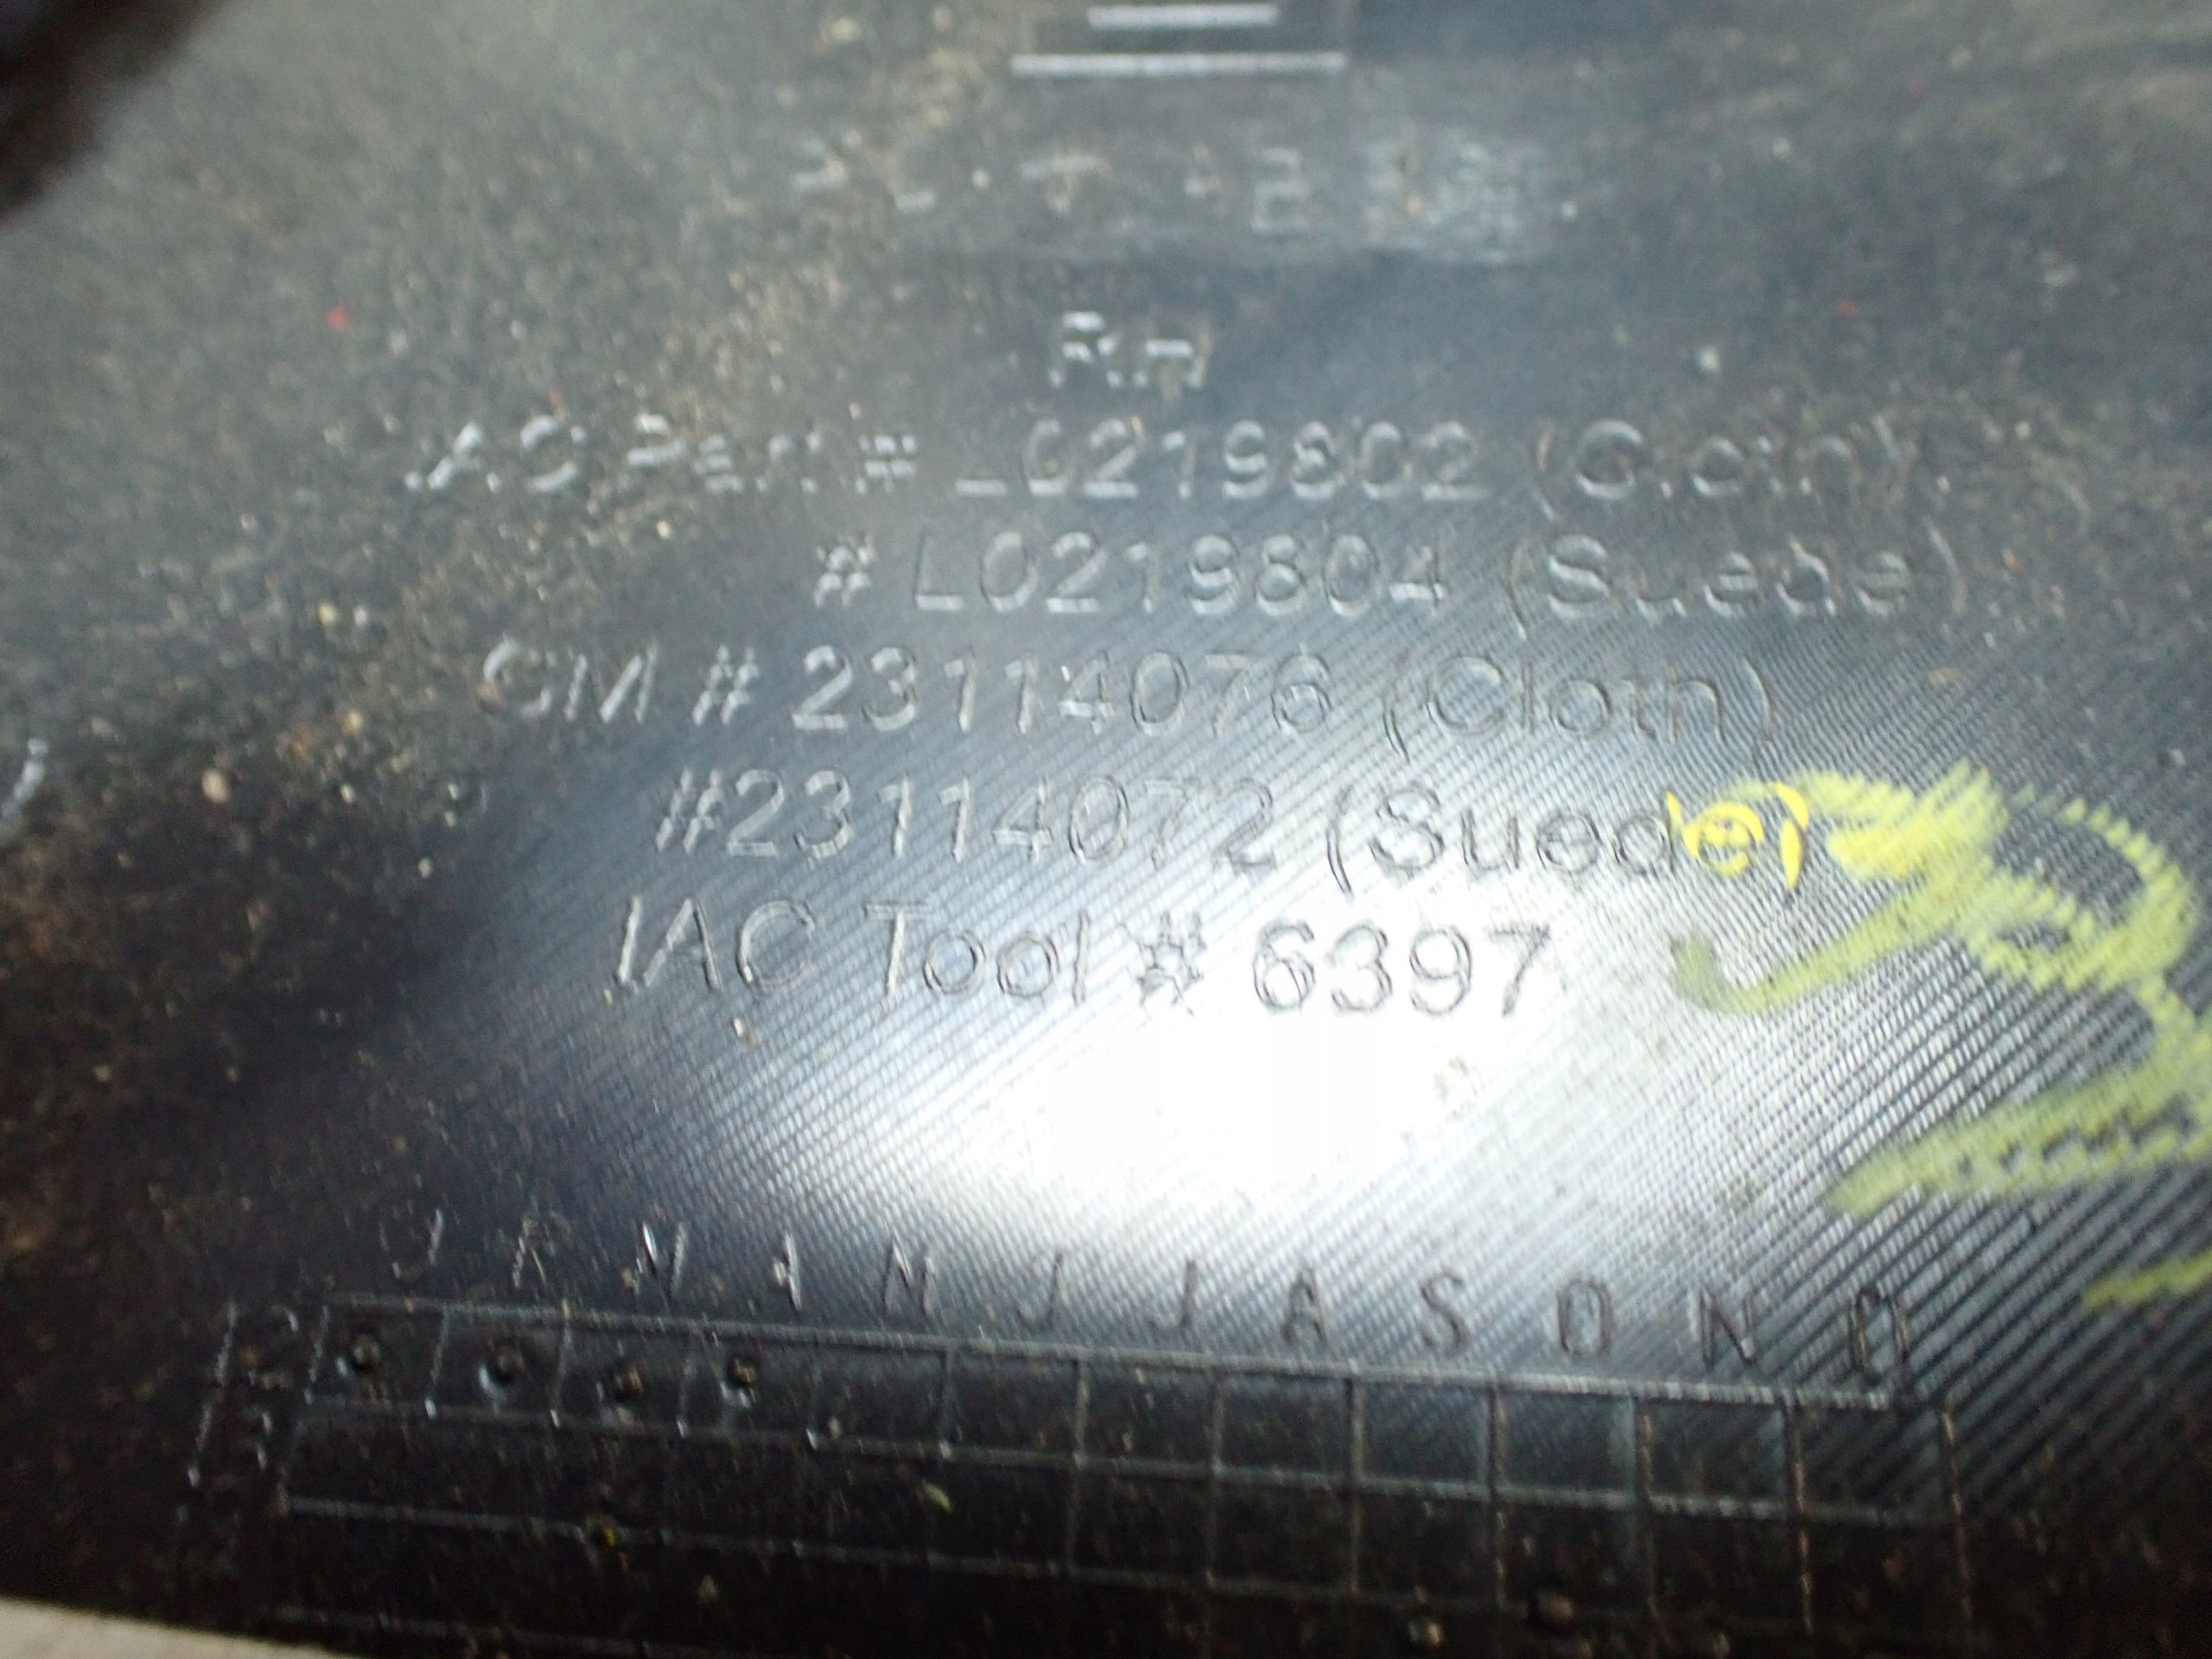 RH
IAC Part # L0219802 (Cloth)
# L0219804 (Suede)
GM # 23114076 (Cloth)
#23114072 (Suede)
IAC Tool # 6397
J F M A M J J A S O N D